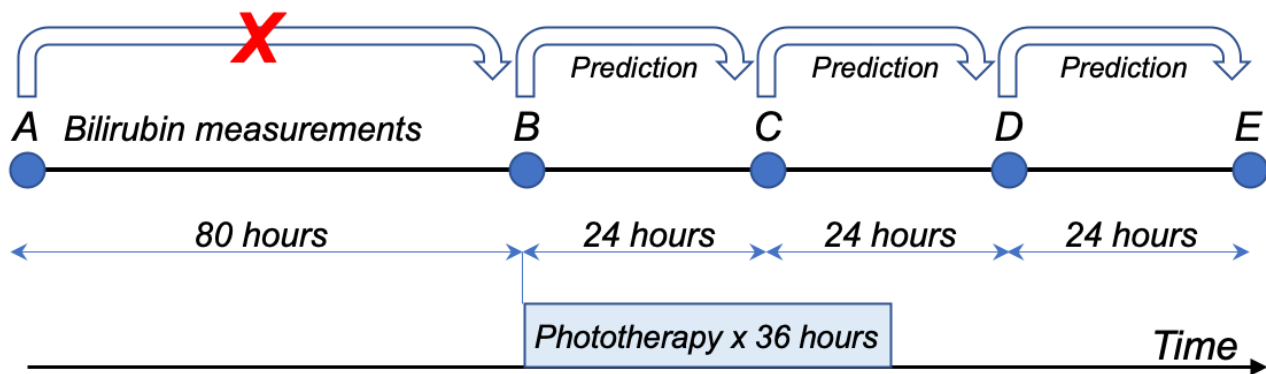 X
Prediction Prediction Prediction
A Bilirubin measurements B C D E
80 hours 24 hours 24 hours 24 hours
Phototherapy x 36 hours
Time